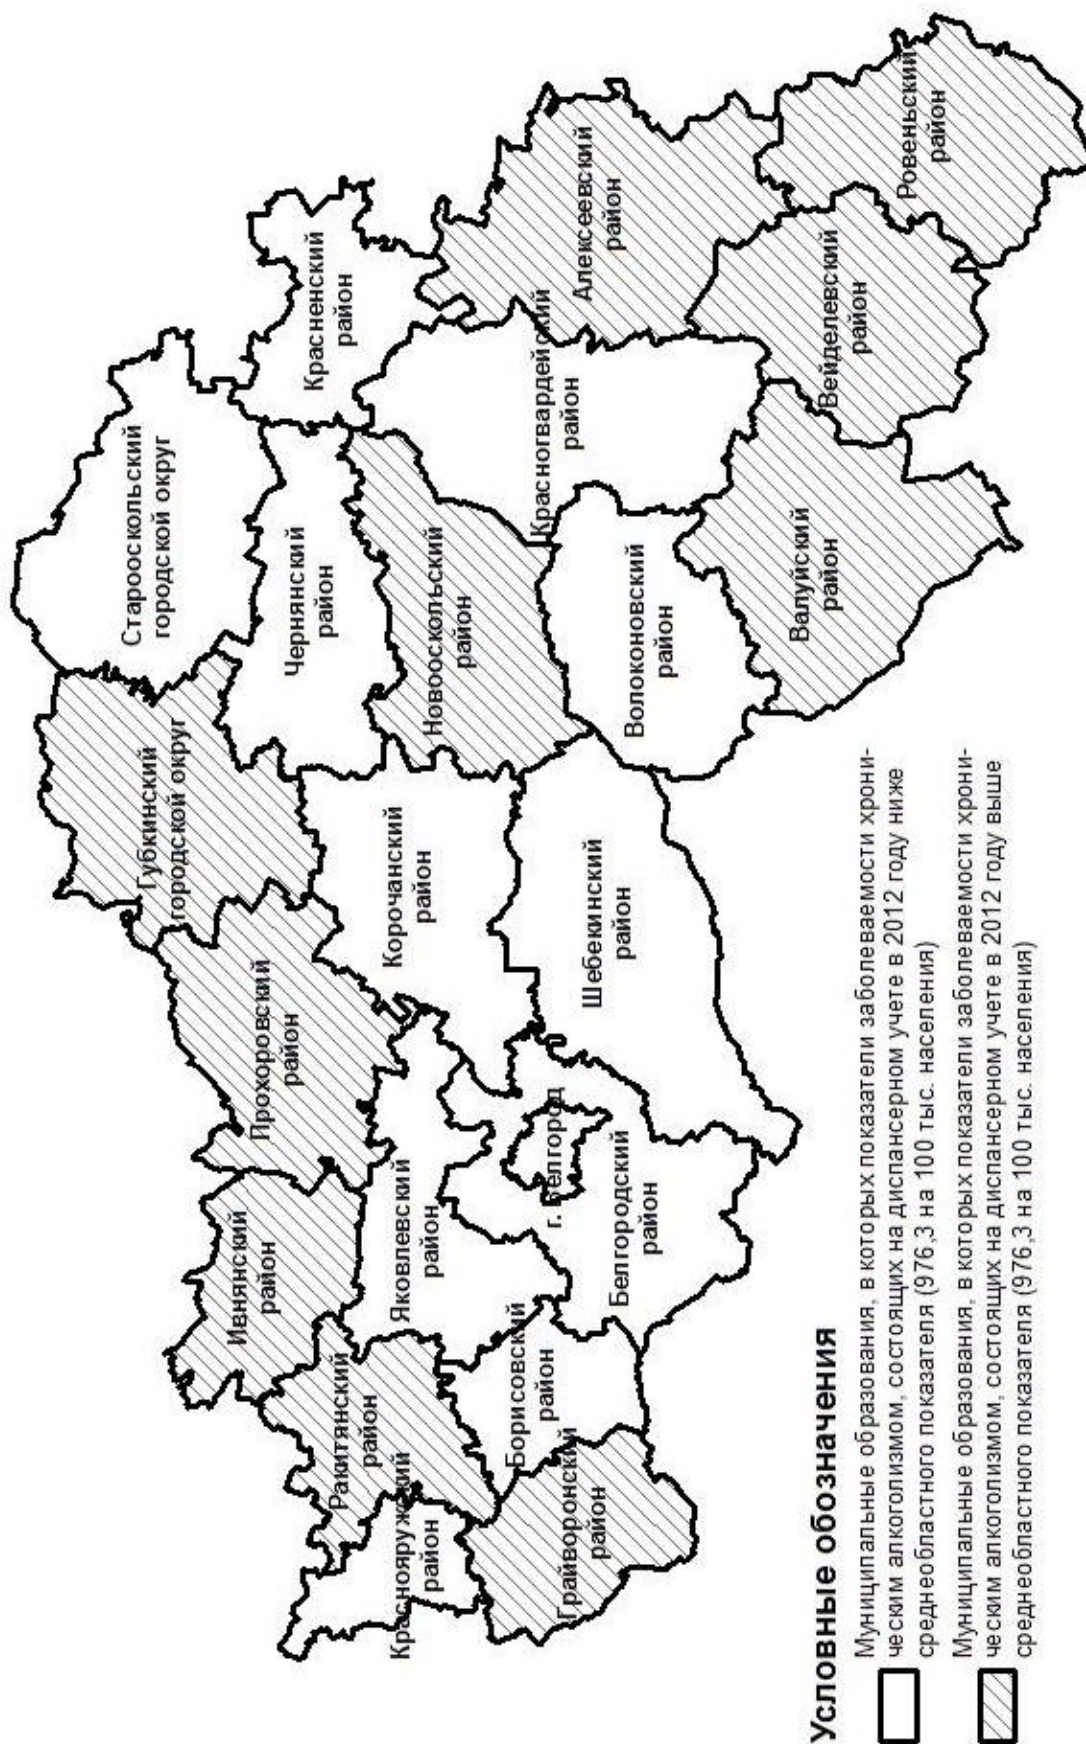 Старооскольский
городской округ
Губкинский
городской округ
Прохоровский
район
Ивнянский
район
Ракитянский
район
Краснояружский
район
Грайворонский
район
Борисовский
район
Яковлевский
район
г. Белгород
Белгородский
район
Корочанский
район
Шебекинский
район
Чернянский
район
Новооскольский
район
Волоконовский
район
Красненский
район
Красногвардейский
район
Алексеевский
район
Валуйский
район
Вейделевский
район
Ровеньский
район
Условные обозначения
Муниципальные образования, в которых показатели заболеваемости хрони-
ческим алкоголизмом, состоящих на диспансерном учете в 2012 году ниже
среднеобластного показателя (976,3 на 100 тыс. населения)
Муниципальные образования, в которых показатели заболеваемости хрони-
ческим алкоголизмом, состоящих на диспансерном учете в 2012 году выше
среднеобластного показателя (976,3 на 100 тыс. населения)